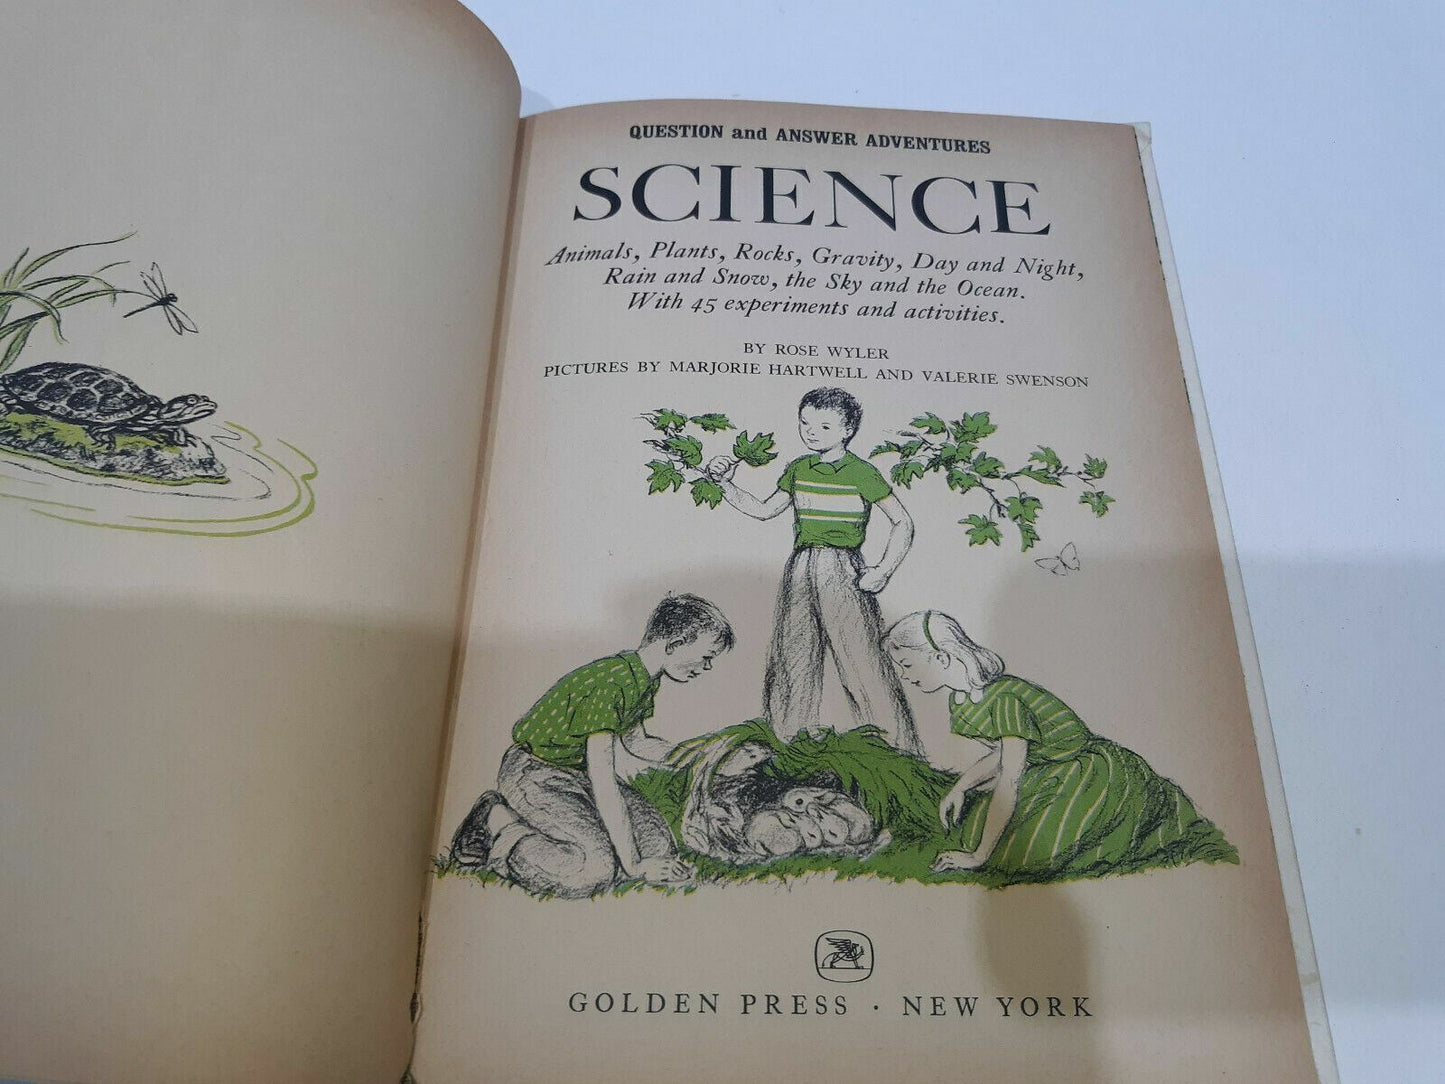 QUESTION and ANSWER ADVENTURES
SCIENCE
Animals, Plants, Rocks, Gravity, Day and Night,
Rain and Snow, the Sky and the Ocean.
With 45 experiments and activities.
BY ROSE WYLER
PICTURES BY MARJORIE HARTWELL AND VALERIE SWENSON
GOLDEN PRESS · NEW YORK